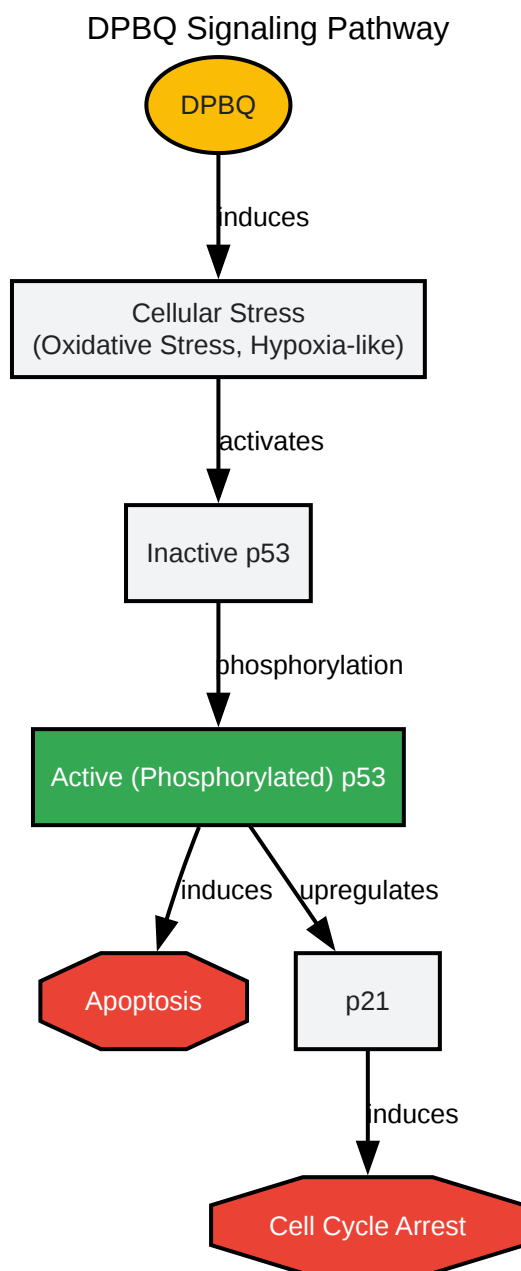 DPBQ Signaling Pathway
DPBQ
induces
Cellular Stress
(Oxidative Stress, Hypoxia-like)
activates
Inactive p53
phosphorylation
Active (Phosphorylated) p53
induces
upregulates
Apoptosis
p21
induces
Cell Cycle Arrest